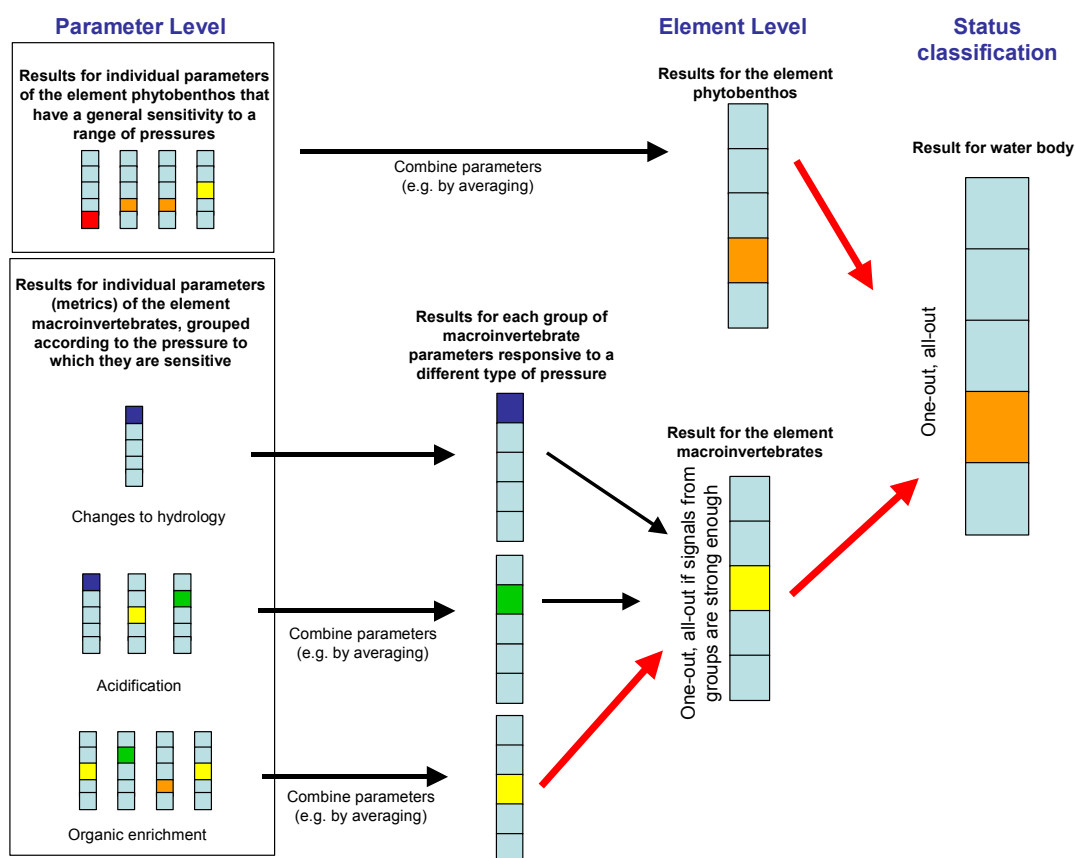 Parameter Level
Element Level
Status
classification
Results for individual parameters
of the element phytobenthos that
have a general sensitivity to a
range of pressures
Combine parameters
(e.g. by averaging)
Results for the element
phytobenthos
Result for water body
Results for individual parameters
(metrics) of the element
macroinvertebrates, grouped
according to the pressure to
which they are sensitive
Results for each group of
macroinvertebrate
parameters responsive to a
different type of pressure
One-out, all-out
Result for the element
macroinvertebrates
One-out, all-out if signals from
groups are strong enough
Changes to hydrology
Combine parameters
(e.g. by averaging)
Acidification
Combine parameters
(e.g. by averaging)
Organic enrichment